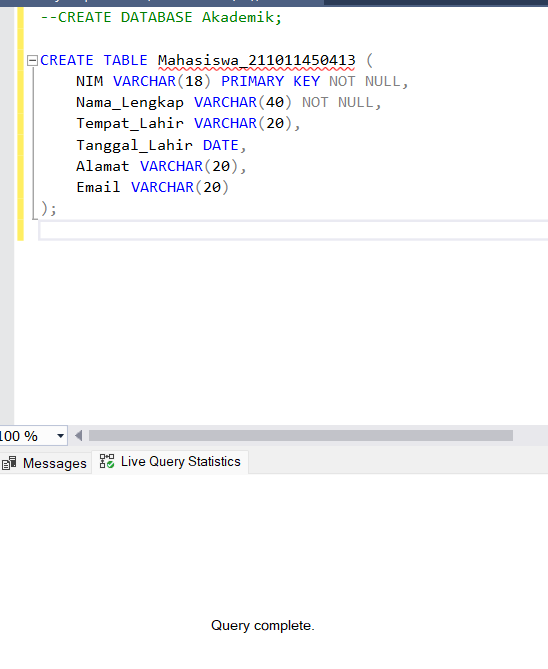 --CREATE DATABASE Akademik;
CREATE TABLE Mahasiswa_211011450413 (
NIM VARCHAR(18) PRIMARY KEY NOT NULL,
Nama_Lengkap VARCHAR(40) NOT NULL,
Tempat_Lahir VARCHAR(20),
Tanggal_Lahir DATE,
Alamat VARCHAR(20),
Email VARCHAR(20)
);
100 %
Messages Live Query Statistics
Query complete.